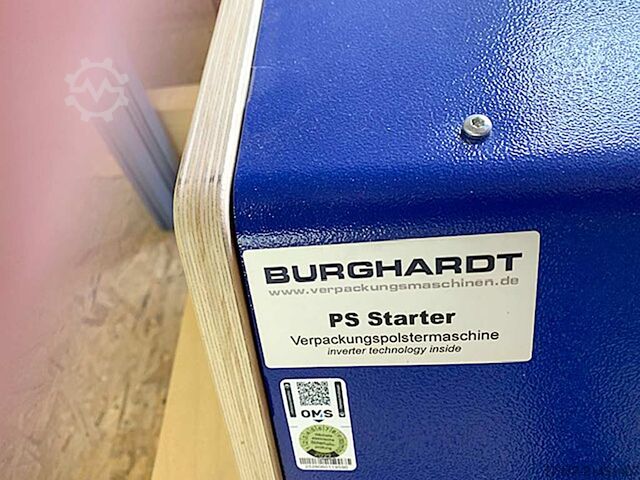 BURGHARDT
www.verpackungsmaschinen.de
PS Starter
Verpackungspolstermaschine
inverter technology inside
OMS